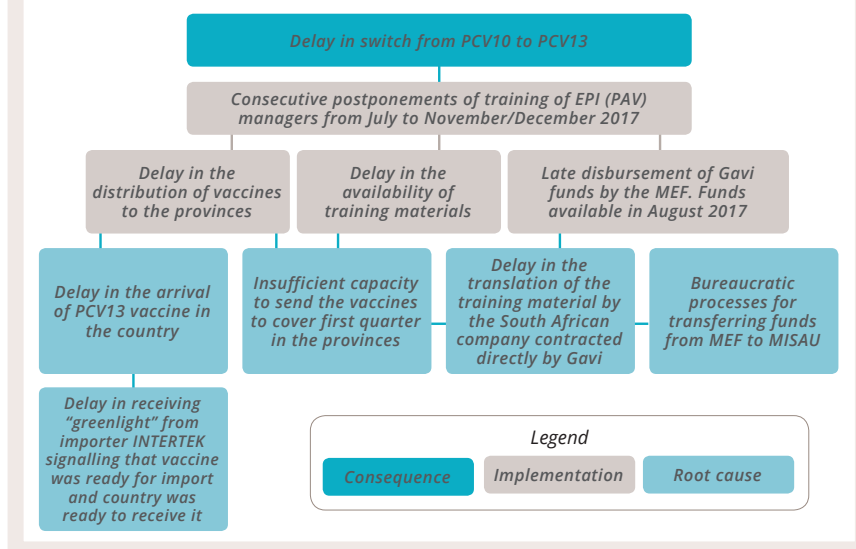 Delay in switch from PCV10 to PCV13
Consecutive postponements of training of EPI (PAV)
managers from July to November/December 2017
Delay in the
distribution of vaccines
to the provinces
Delay in the
availability of
training materials
Late disbursement of Gavi
funds by the MEF. Funds
available in August 2017
Delay in the arrival
of PCV13 vaccine in
the country
Insufficient capacity
to send the vaccines
to cover first quarter
in the provinces
Delay in the
translation of the
training material by
the South African
company contracted
directly by Gavi
Bureaucratic
processes for
transferring funds
from MEF to MISAU
Delay in receiving
“greenlight” from
importer INTERTEK
signalling that vaccine
was ready for import
and country was
ready to receive it
Legend
Consequence
Implementation
Root cause